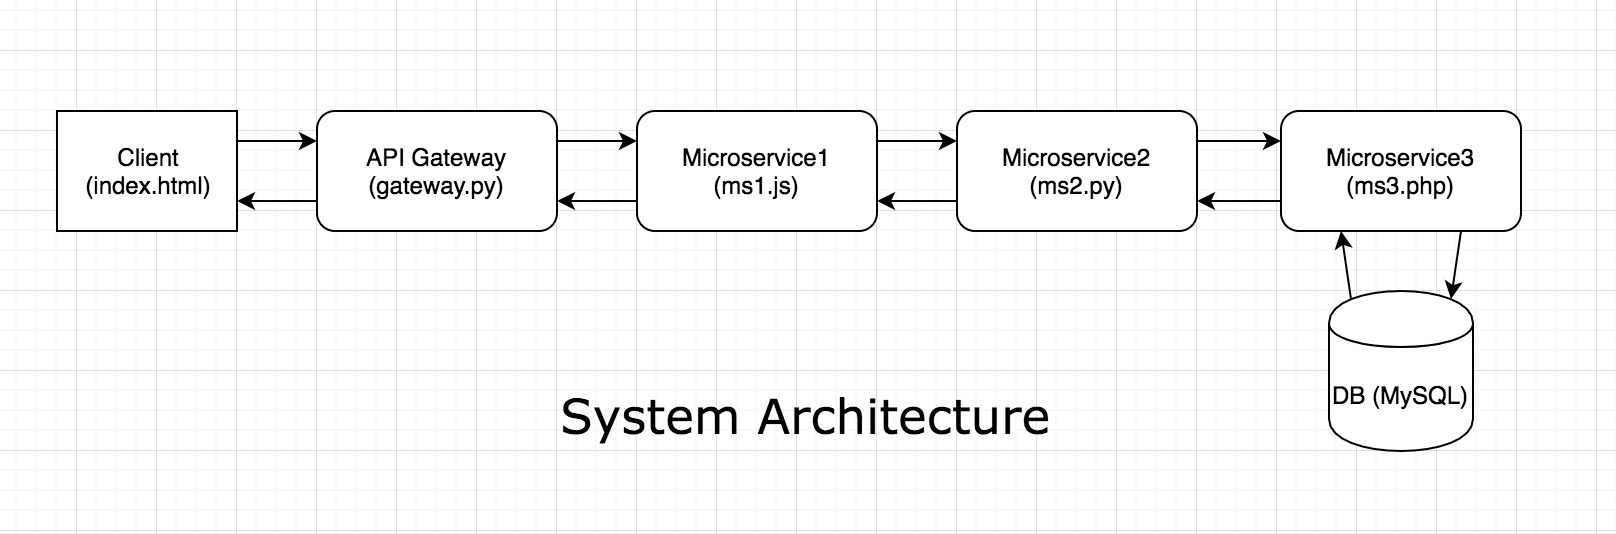 Client
(index.html)
API Gateway
(gateway.py)
Microservice1
(ms1.js)
Microservice2
(ms2.py)
Microservice3
(ms3.php)
DB (MySQL)
System Architecture